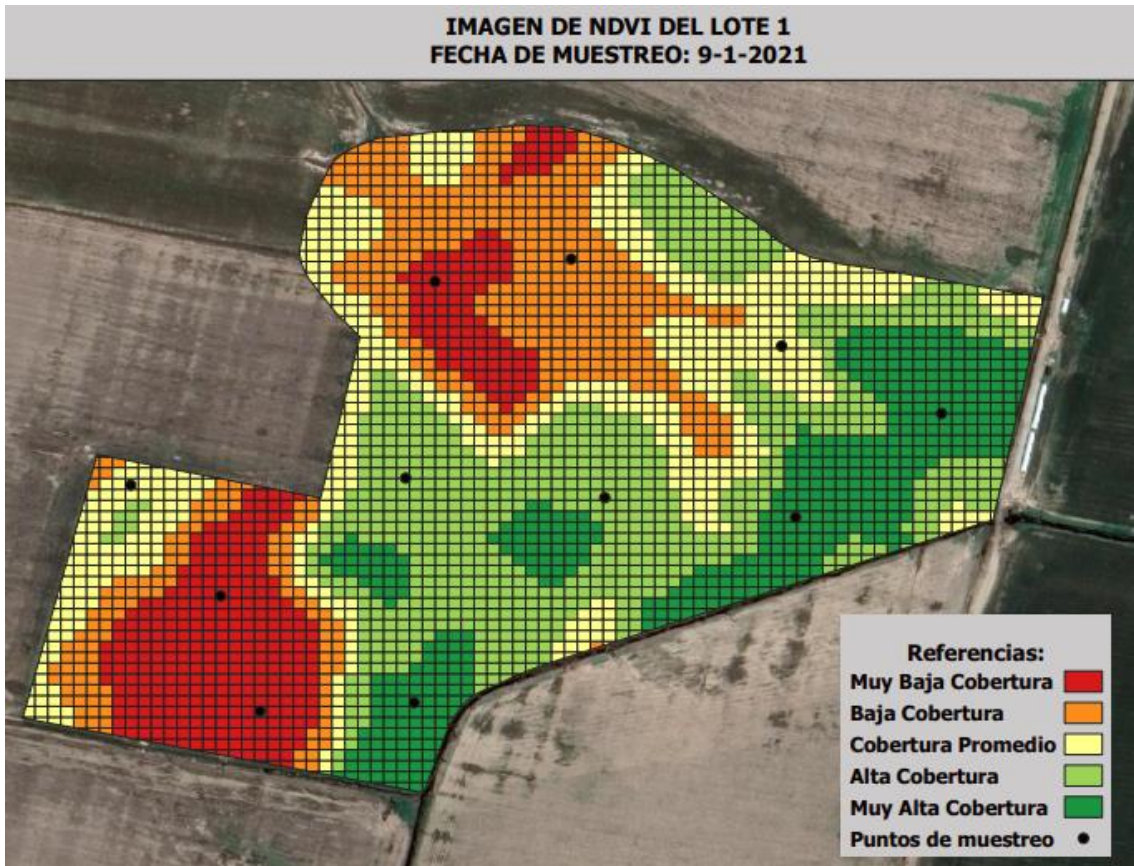 IMAGEN DE NDVI DEL LOTE 1
FECHA DE MUESTREO: 9-1-2021
Referencias:
Muy Baja Cobertura
Baja Cobertura
Cobertura Promedio
Alta Cobertura
Muy Alta Cobertura
Puntos de muestreo